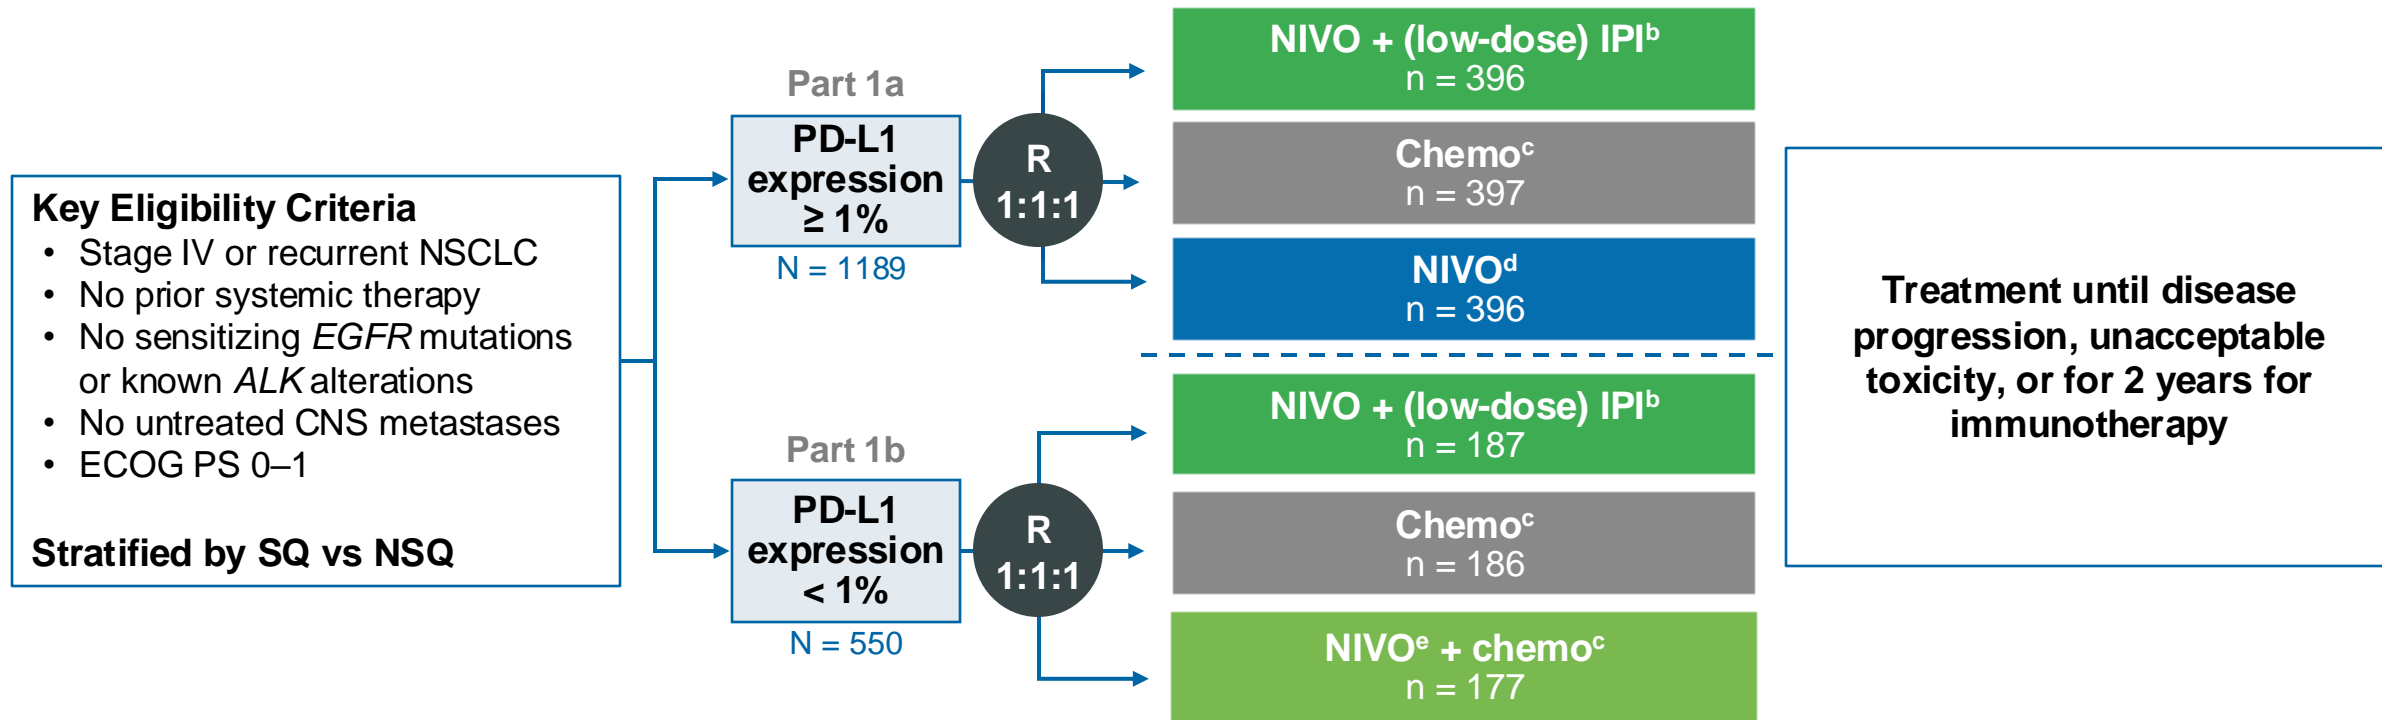 Key Eligibility Criteria
• Stage IV or recurrent NSCLC
• No prior systemic therapy
• No sensitizing EGFR mutations
or known ALK alterations
• No untreated CNS metastases
• ECOG PS 0–1
Stratified by SQ vs NSQ
Part 1a
PD-L1
expression
≥ 1%
N = 1189
R
1:1:1
NIVO + (low-dose) IPIᵇ
n = 396
Chemoᶜ
n = 397
NIVOᵈ
n = 396
Part 1b
PD-L1
expression
< 1%
N = 550
R
1:1:1
NIVO + (low-dose) IPIᵇ
n = 187
Chemoᶜ
n = 186
NIVOᵉ + chemoᶜ
n = 177
Treatment until disease
progression, unacceptable
toxicity, or for 2 years for
immunotherapy